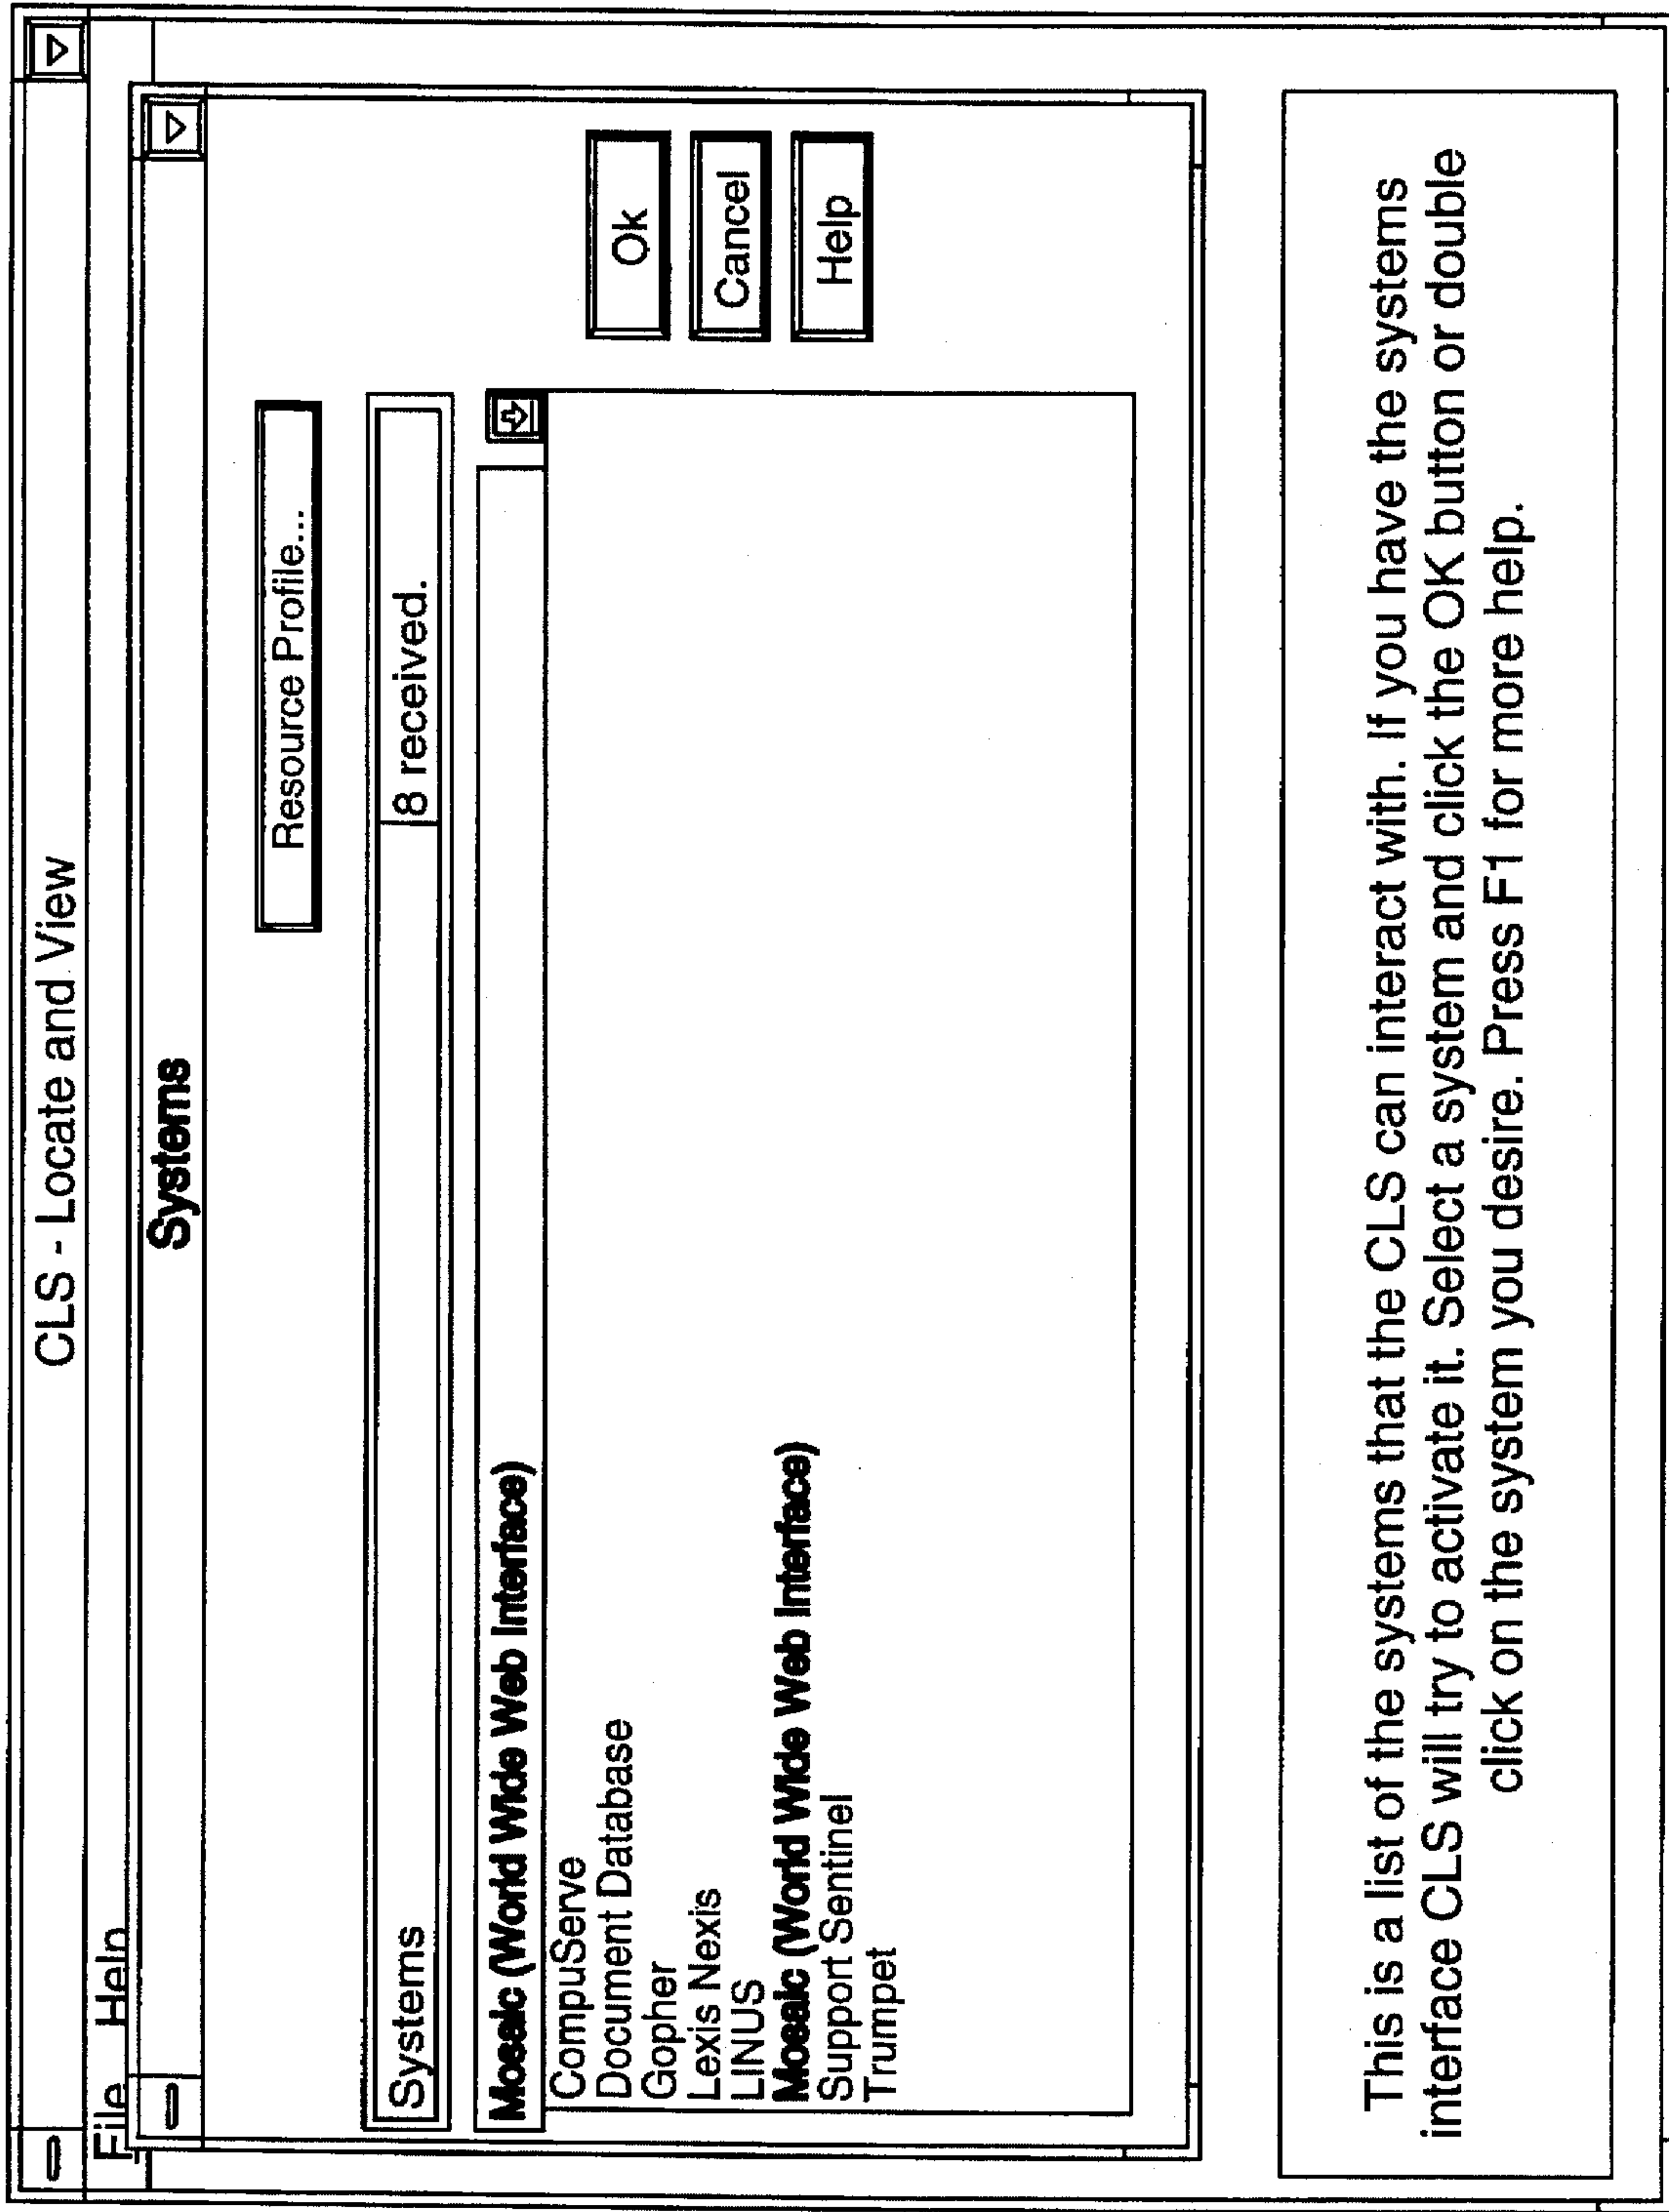 CLS - Locate and View
File Help
Systems
Resource Profile...
Systems 8 received.
Mosaic (World Wide Web Interface)
CompuServe
Document Database
Gopher
Lexis Nexis
LINUS
Mosaic (World Wide Web Interface)
Support Sentinel
Trumpet
Ok
Cancel
Help
This is a list of the systems that the CLS can interact with. If you have the systems
interface CLS will try to activate it. Select a system and click the OK button or double
click on the system you desire. Press F1 for more help.